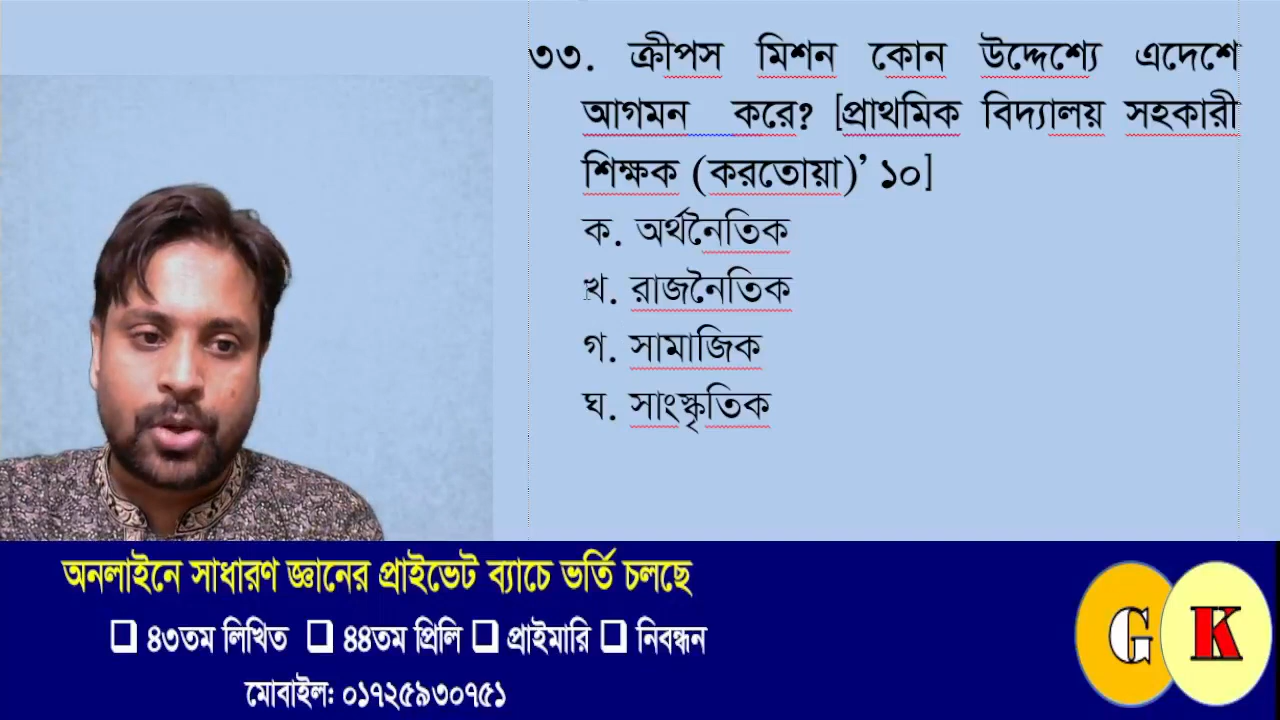 ৩৩. ক্রীপস মিশন কোন উদ্দেশ্যে এদেশে
আগমন করে? [প্রাথমিক বিদ্যালয় সহকারী
শিক্ষক (করতোয়া)’ ১০]
ক. অর্থনৈতিক
খ. রাজনৈতিক
গ. সামাজিক
ঘ. সাংস্কৃতিক
অনলাইনে সাধারণ জ্ঞানের প্রাইভেট ব্যাচে ভর্তি চলছে
❑ ৪৩তম লিখিত ❑ ৪৪তম প্রিলি ❑ প্রাইমারি ❑ নিবন্ধন
মোবাইল: ০১৭২৫৯৩০৭৫১
G K